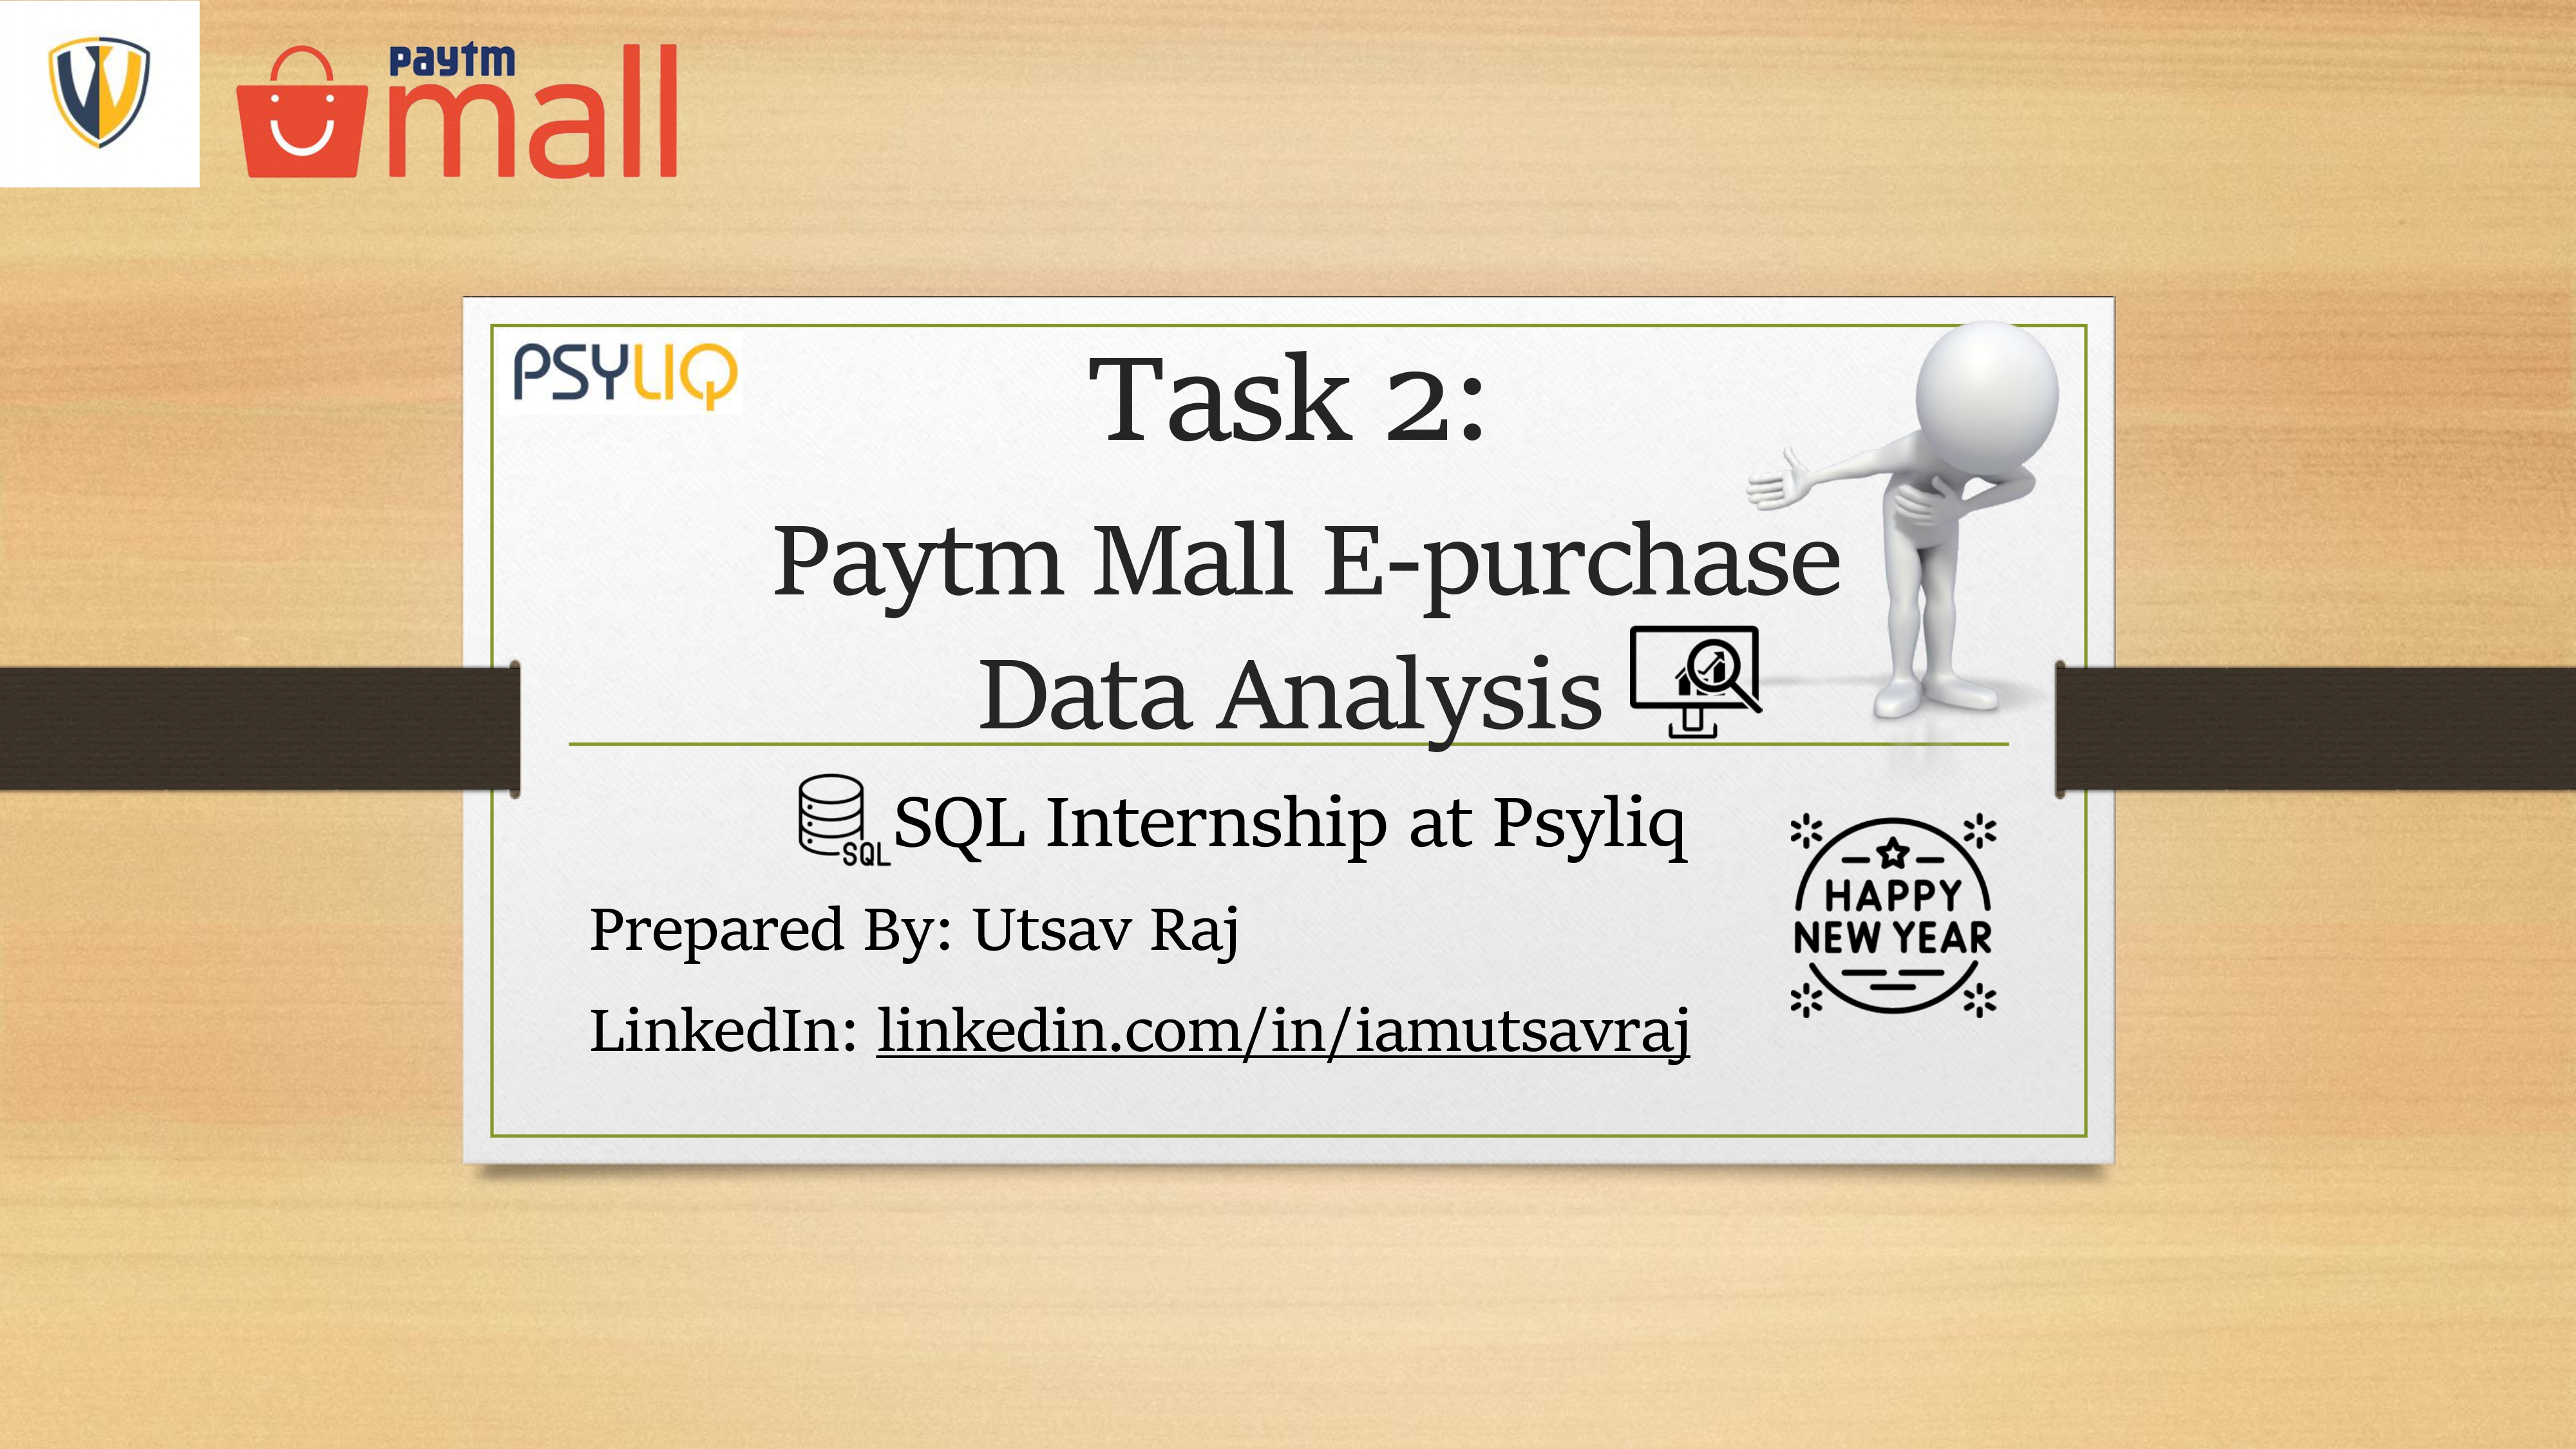 paytm
mall
PSYLIQ
Task 2:
Paytm Mall E-purchase
Data Analysis
SQL
SQL Internship at Psyliq
Prepared By: Utsav Raj
LinkedIn: linkedin.com/in/iamutsavraj
HAPPY
NEW YEAR